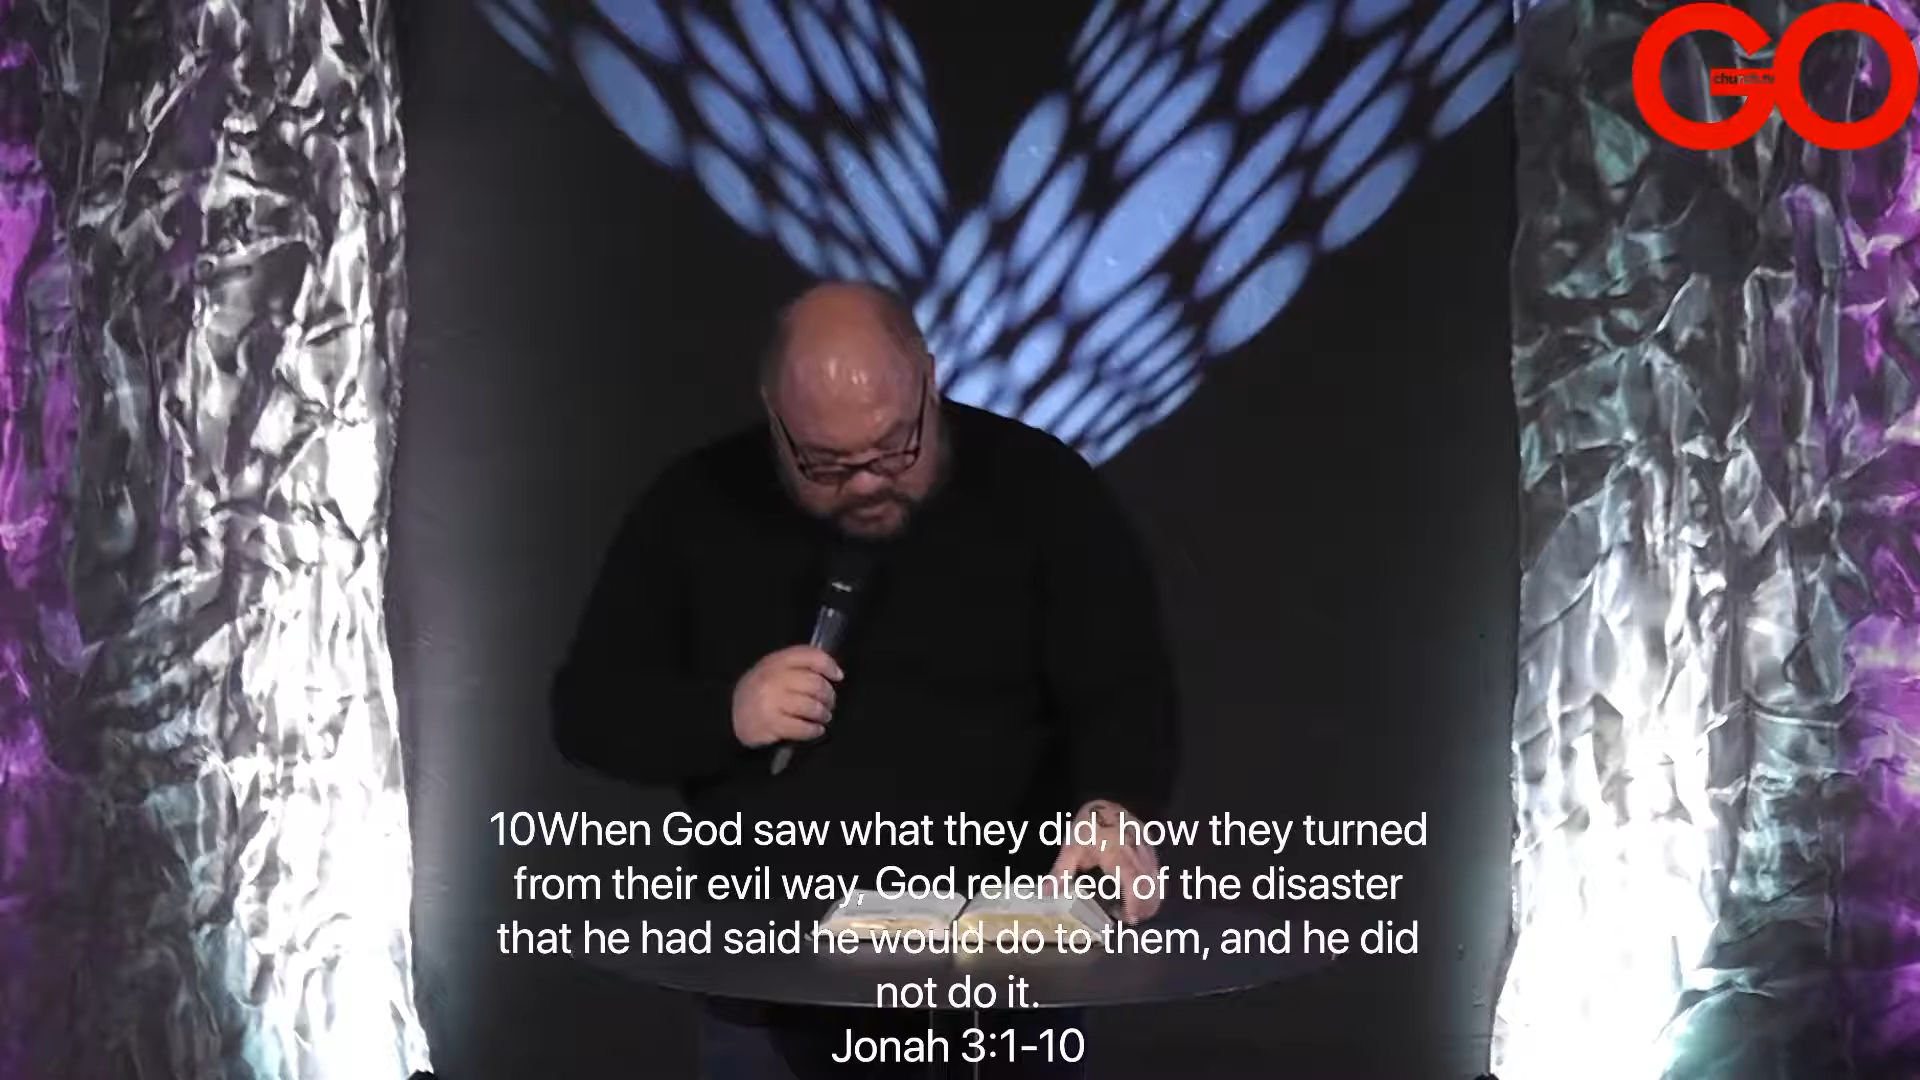 GO
church.tv
10When God saw what they did, how they turned
from their evil way, God relented of the disaster
that he had said he would do to them, and he did
not do it.
Jonah 3:1-10